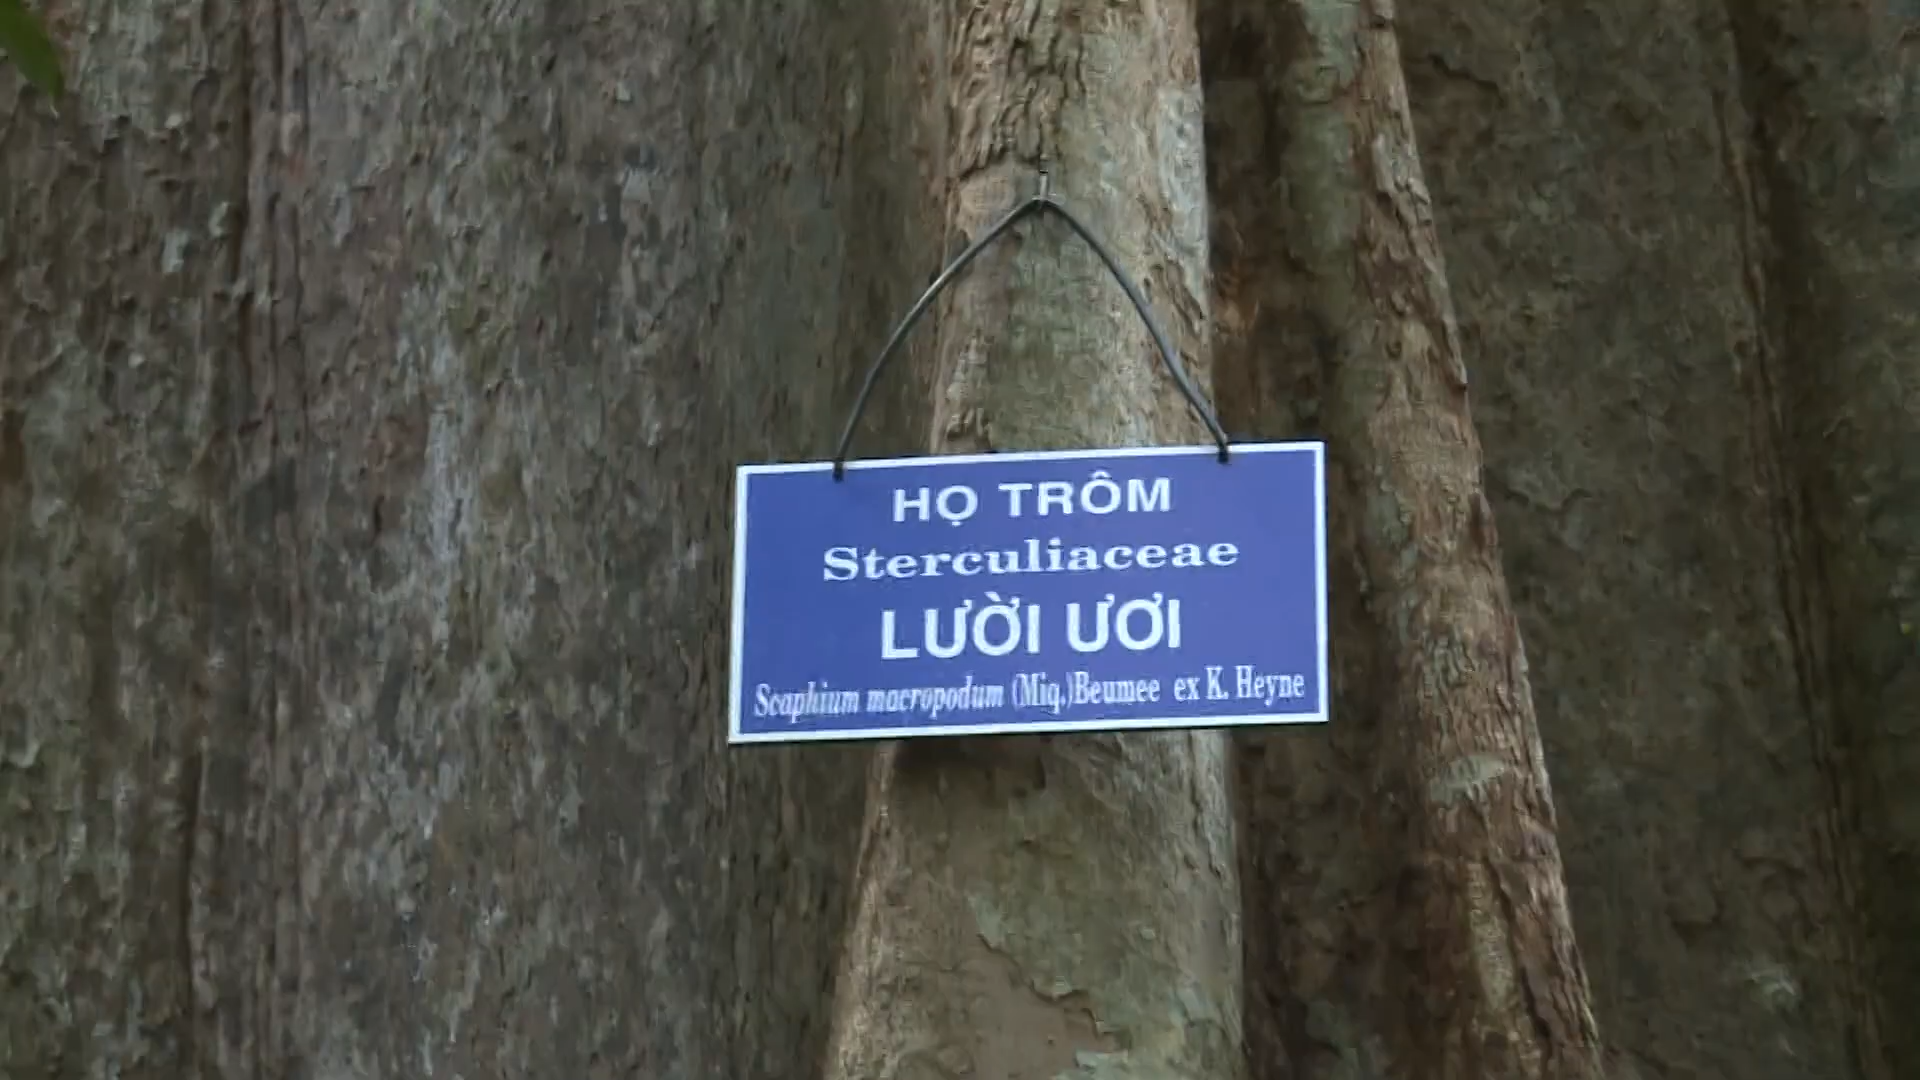 HỌ TRÔM
Sterculiaceae
LƯỜI ƯƠI
Scaphium macropodum (Miq.)Beumee ex K. Heyne